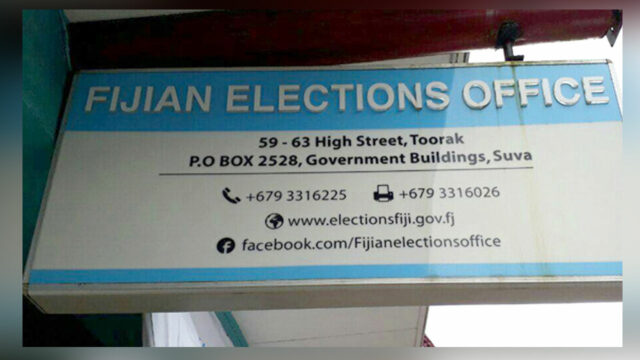 FIJIAN ELECTIONS OFFICE
59 - 63 High Street, Toorak
P.O BOX 2528, Government Buildings, Suva
+679 3316225 +679 3316026
www.electionsfiji.gov.fj
facebook.com/Fijianelectionsoffice